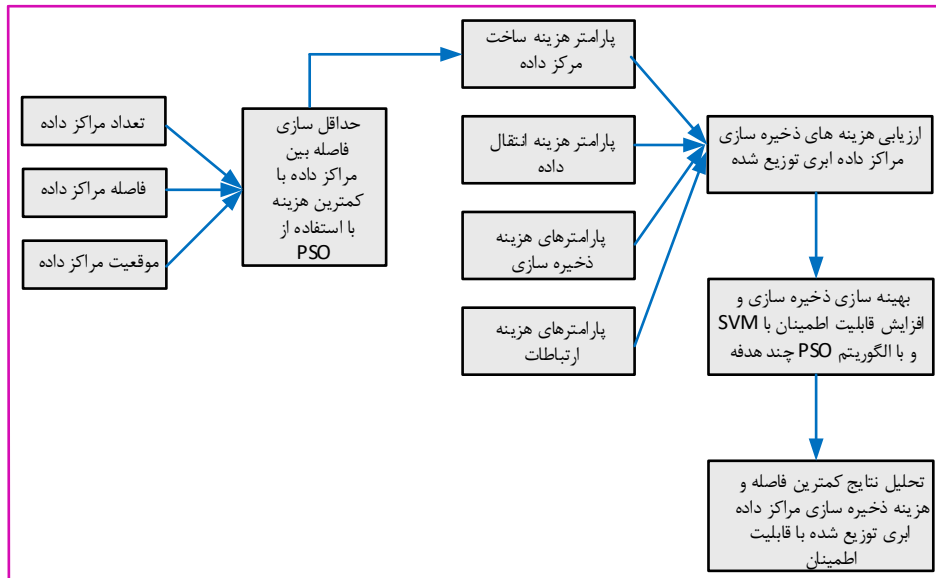 تعداد مراکز داده
فاصله مراکز داده
موقعیت مراکز داده
حداقل سازی
فاصله بین
مراکز داده با
کمترین هزینه
با استفاده از
PSO
پارامتر هزینه ساخت
مرکز داده
پارامتر هزینه انتقال
داده
پارامترهای هزینه
ذخیره سازی
پارامترهای هزینه
ارتباطات
ارزیابی هزینه های ذخیره سازی
مراکز داده ابری توزیع شده
بهینه سازی ذخیره سازی و
افزایش قابلیت اطمینان با SVM
و با الگوریتم PSO چند هدفه
تحلیل نتایج کمترین فاصله و
هزینه ذخیره سازی مراکز داده
ابری توزیع شده با قابلیت
اطمینان